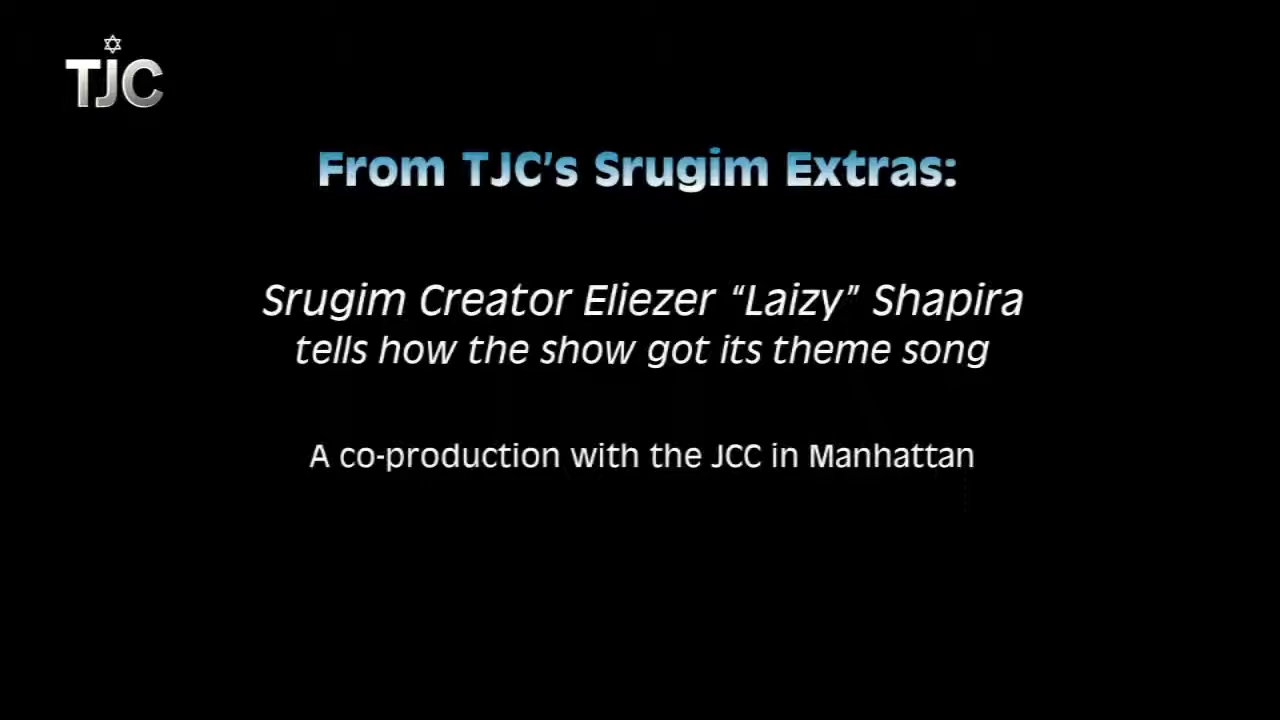 TJC
From TJC's Srugim Extras:
Srugim Creator Eliezer “Laizy” Shapira
tells how the show got its theme song
A co-production with the JCC in Manhattan